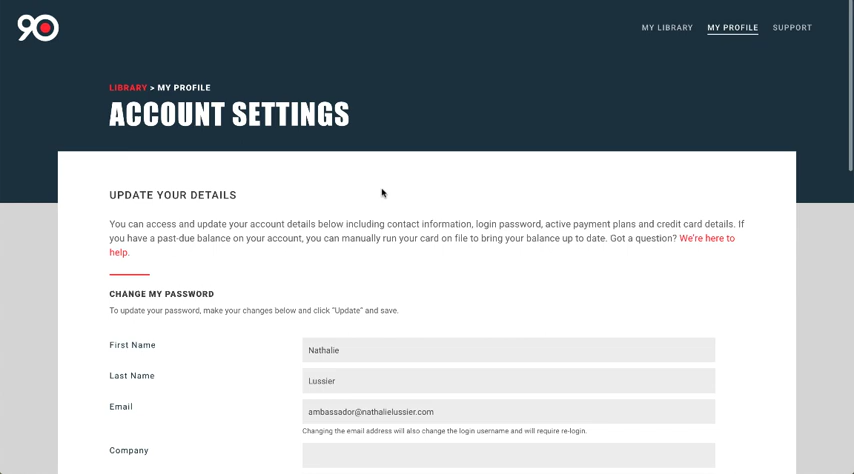 90
MY LIBRARY MY PROFILE SUPPORT
LIBRARY > MY PROFILE
ACCOUNT SETTINGS
UPDATE YOUR DETAILS
You can access and update your account details below including contact information, login password, active payment plans and credit card details. If
you have a past-due balance on your account, you can manually run your card on file to bring your balance up to date. Got a question? We're here to
help.
CHANGE MY PASSWORD
To update your password, make your changes below and click "Update" and save.
First Name
Nathalie
Last Name
Lussier
Email
ambassador@nathalielussier.com
Changing the email address will also change the login username and will require re-login.
Company